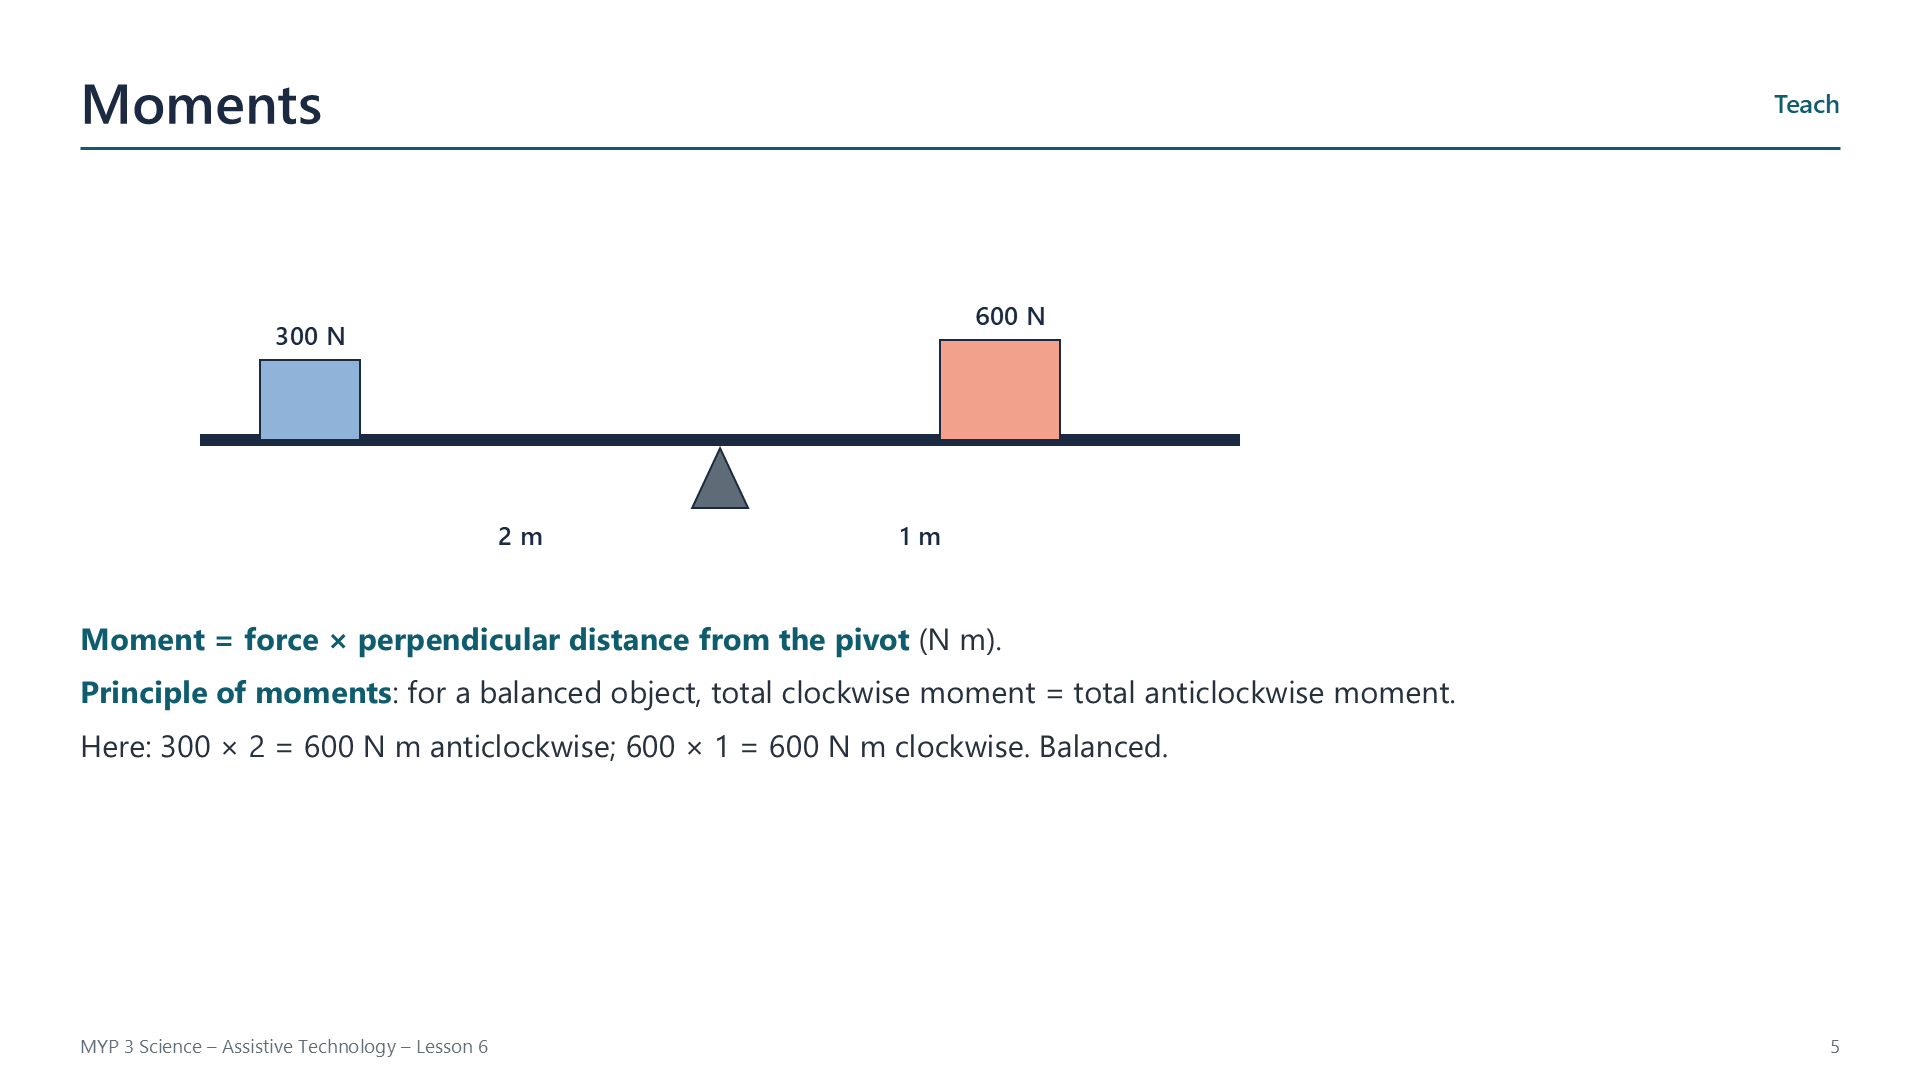 Moments
Teach
600 N
300 N
2 m
1 m
Moment = force × perpendicular distance from the pivot (N m).
Principle of moments: for a balanced object, total clockwise moment = total anticlockwise moment.
Here: 300 × 2 = 600 N m anticlockwise; 600 × 1 = 600 N m clockwise. Balanced.
MYP 3 Science – Assistive Technology – Lesson 6
5